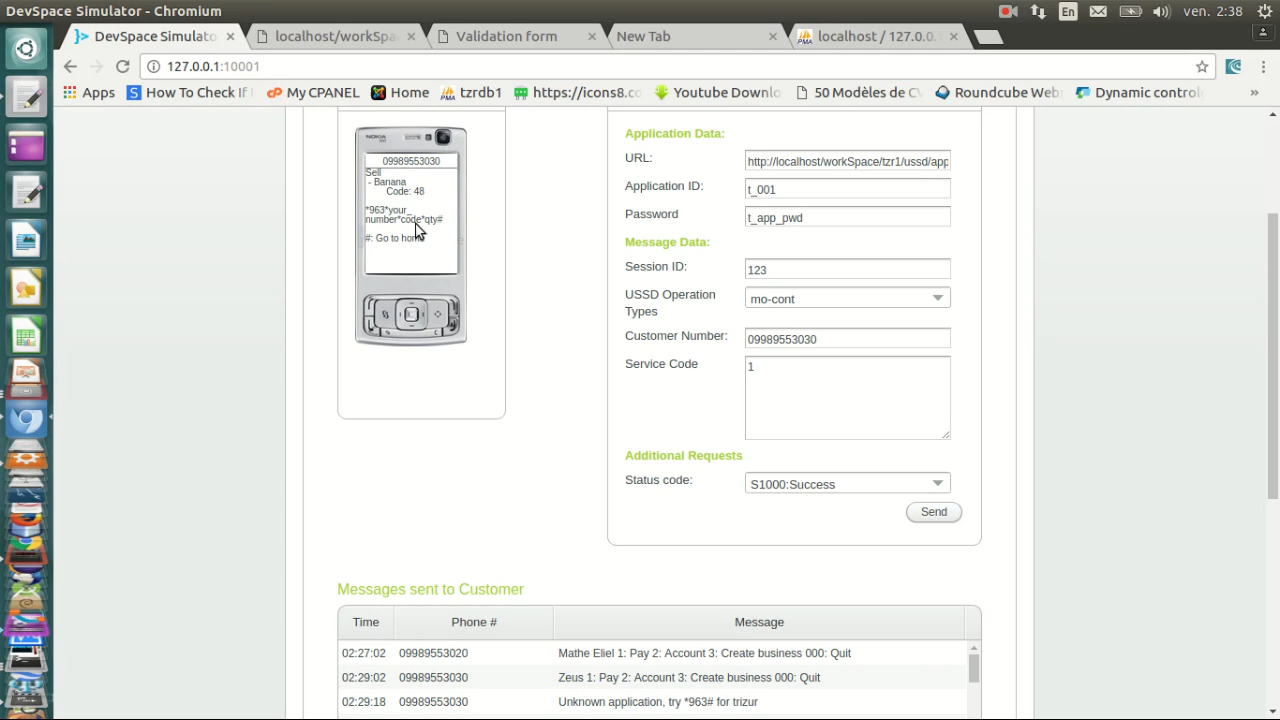 DevSpace Simulator - Chromium
En
ven. 2:38
DevSpace Simulato
localhost/workSpa
Validation form
New Tab
localhost / 127.0.0.1
127.0.0.1:10001
Apps
How To Check If
My CPANEL
Home
tzrdb1
https://icons8.co
Youtube Downlo
50 Modèles de CV
Roundcube Web
Dynamic control
NOKIA
09989553030
Sell
- Banana
Code: 48
*963*your_
number*code*qty#
#: Go to home
Application Data:
URL: http://localhost/workSpace/tzr1/ussd/app
Application ID: t_001
Password t_app_pwd
Message Data:
Session ID: 123
USSD Operation
Types
mo-cont
Customer Number: 09989553030
Service Code 1
Additional Requests
Status code: S1000:Success
Send
Messages sent to Customer
Time Phone # Message
02:27:02 09989553020 Mathe Eliel 1: Pay 2: Account 3: Create business 000: Quit
02:29:02 09989553030 Zeus 1: Pay 2: Account 3: Create business 000: Quit
02:29:18 09989553030 Unknown application, try *963# for trizur